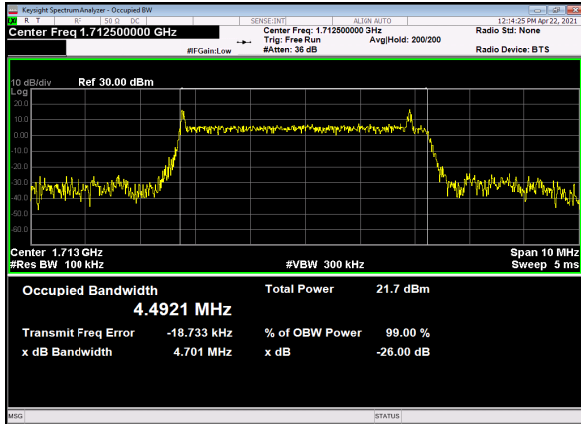 Keysight Spectrum Analyzer - Occupied BW
R T RF 50 Ω DC SENSE:INT ALIGN AUTO 12:14:25 PM Apr 22, 2021
Center Freq 1.712500000 GHz Center Freq: 1.712500000 GHz Radio Std: None
Trig: Free Run Avg|Hold: 200/200
#IFGain:Low #Atten: 36 dB Radio Device: BTS
10 dB/div Ref 30.00 dBm
Log
20.0
10.0
0.00
-10.0
-20.0
-30.0
-40.0
-50.0
-60.0
Center 1.713 GHz Span 10 MHz
#Res BW 100 kHz #VBW 300 kHz Sweep 5 ms
Occupied Bandwidth Total Power 21.7 dBm
4.4921 MHz
Transmit Freq Error -18.733 kHz % of OBW Power 99.00 %
x dB Bandwidth 4.701 MHz x dB -26.00 dB
MSG STATUS